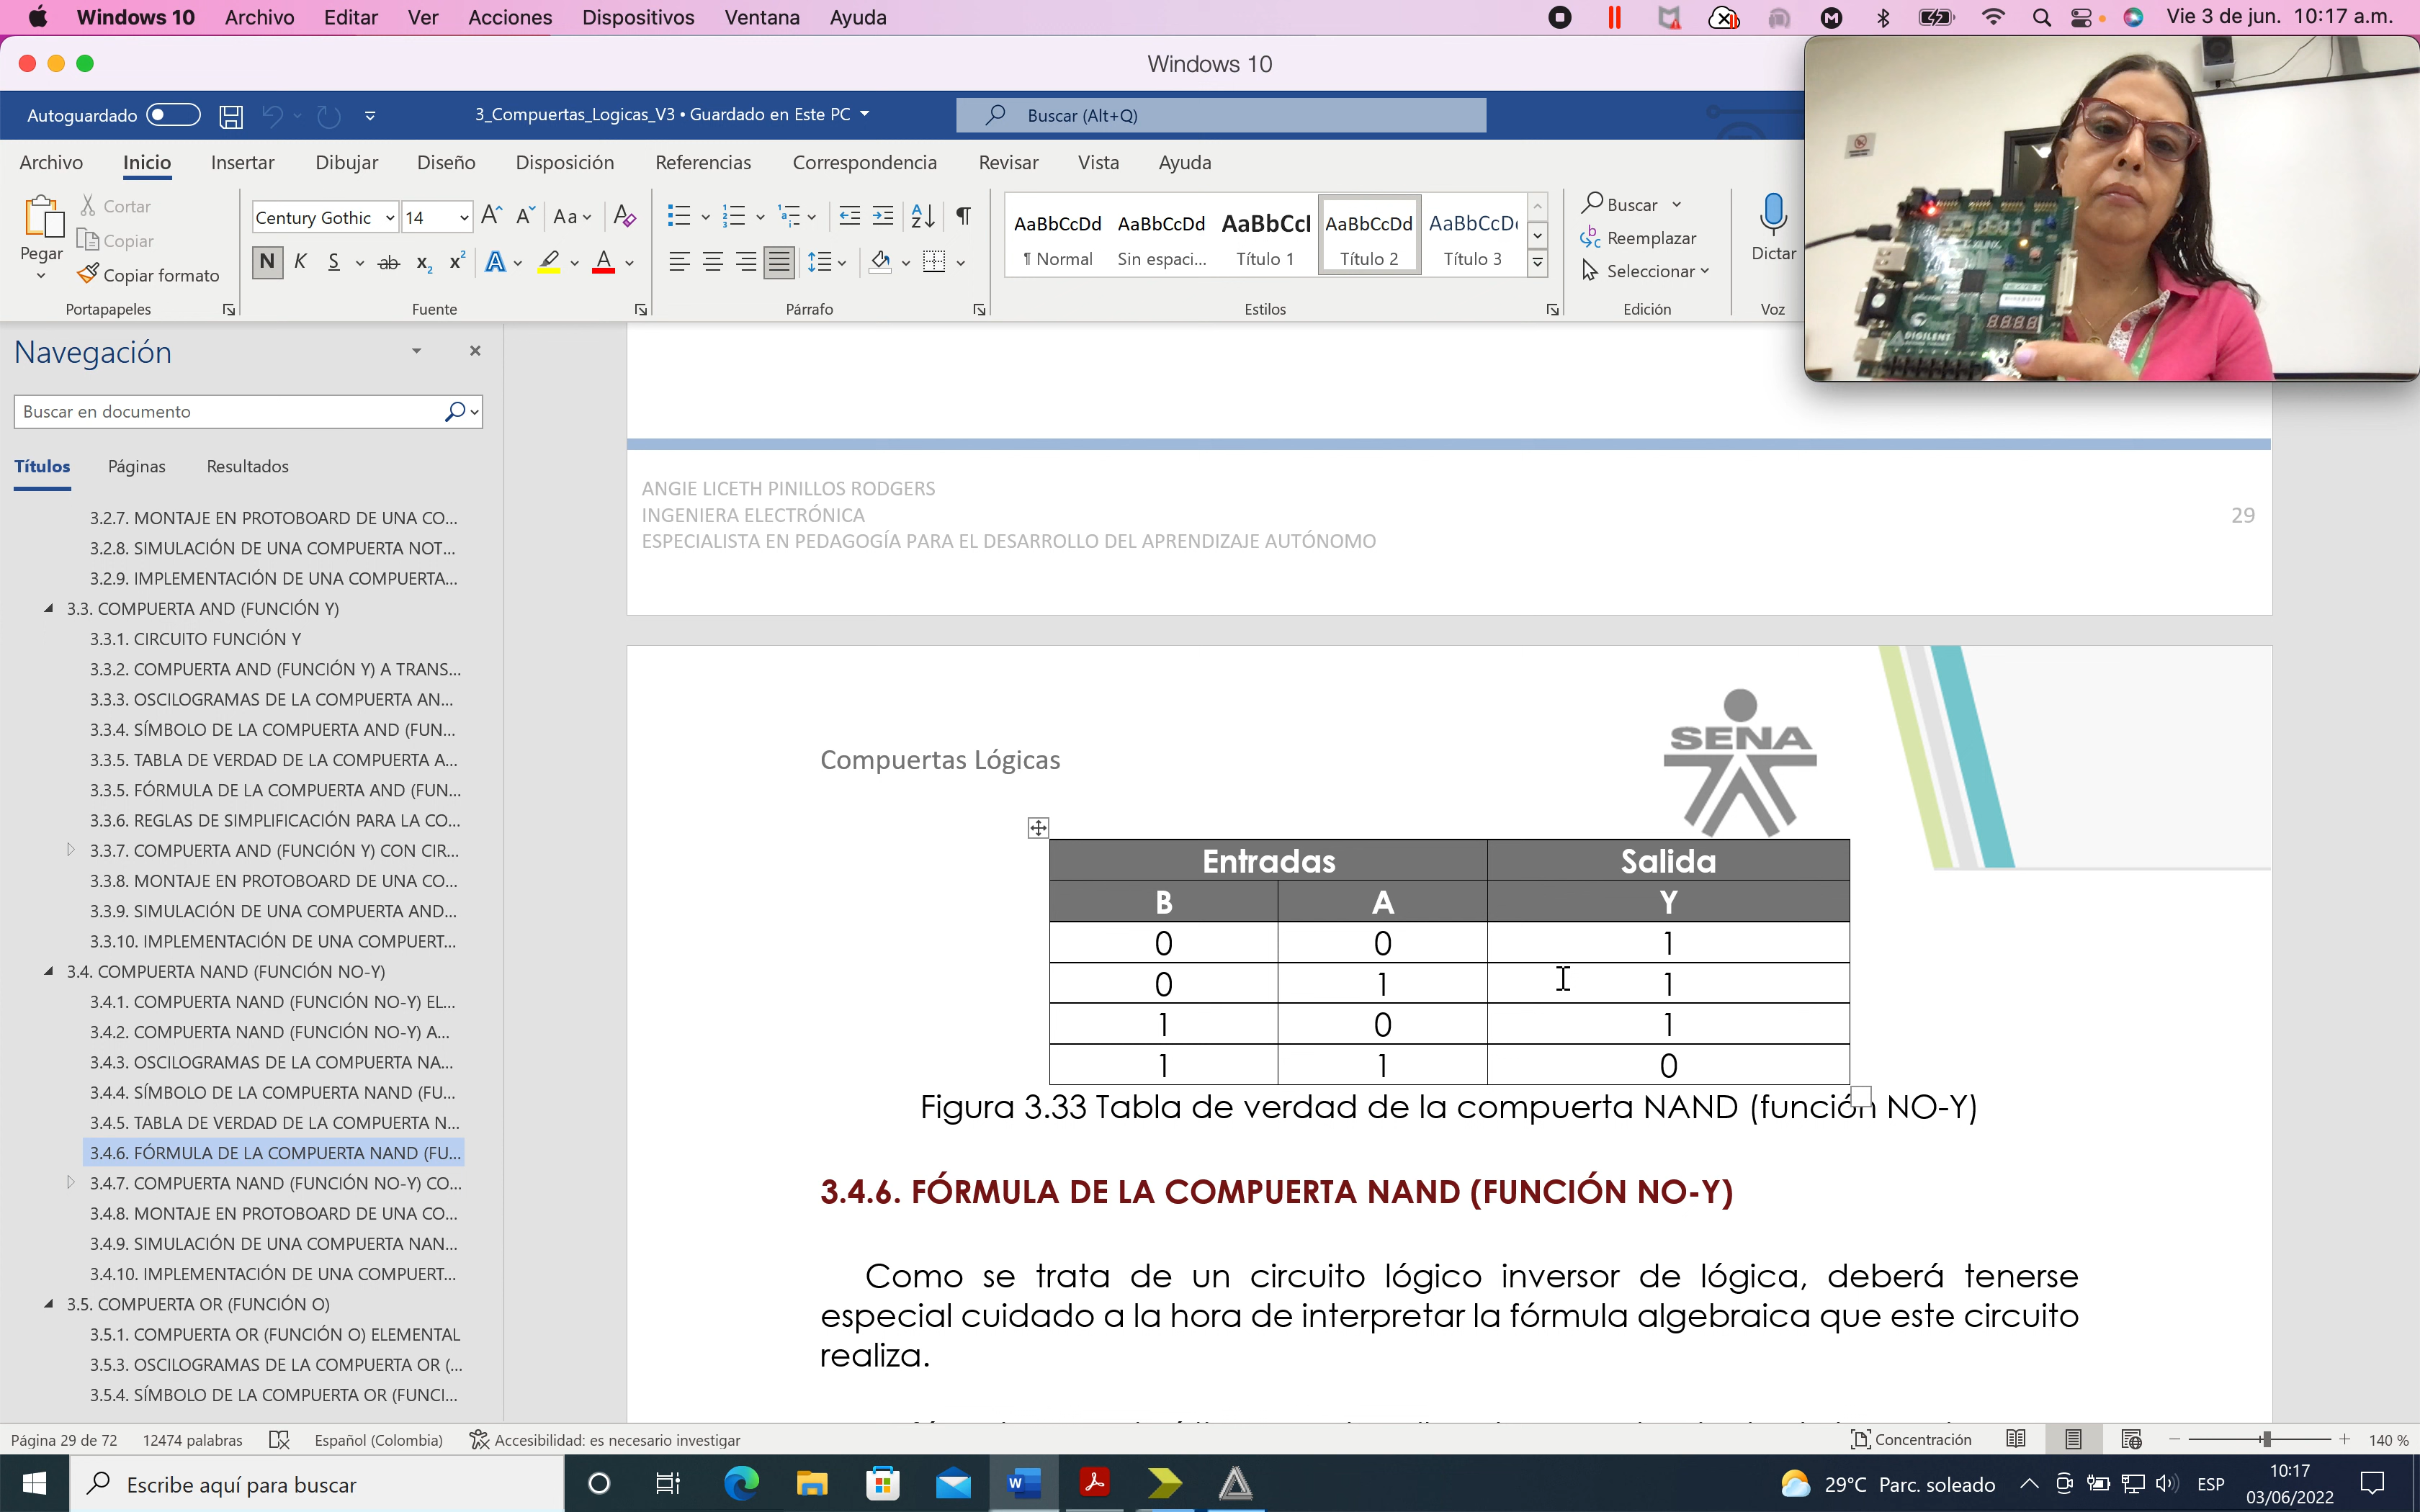 Windows 10 Archivo Editar Ver Acciones Dispositivos Ventana Ayuda
Vie 3 de jun. 10:17 a.m.
Windows 10
Autoguardado
3_Compuertas_Logicas_V3 • Guardado en Este PC
Buscar (Alt+Q)
Archivo Inicio Insertar Dibujar Diseño Disposición Referencias Correspondencia Revisar Vista Ayuda
Pegar
Cortar
Copiar
Copiar formato
Portapapeles
Century Gothic 14
Fuente
Párrafo
AaBbCcDd AaBbCcDd AaBbCcI AaBbCcDd AaBbCcD
¶ Normal Sin espaci... Título 1 Título 2 Título 3
Estilos
Buscar
Reemplazar
Seleccionar
Edición
Dictar
Voz
DIGILENT
Navegación
Buscar en documento
Títulos Páginas Resultados
3.2.7. MONTAJE EN PROTOBOARD DE UNA CO...
3.2.8. SIMULACIÓN DE UNA COMPUERTA NOT...
3.2.9. IMPLEMENTACIÓN DE UNA COMPUERTA...
3.3. COMPUERTA AND (FUNCIÓN Y)
3.3.1. CIRCUITO FUNCIÓN Y
3.3.2. COMPUERTA AND (FUNCIÓN Y) A TRANS...
3.3.3. OSCILOGRAMAS DE LA COMPUERTA AN...
3.3.4. SÍMBOLO DE LA COMPUERTA AND (FUN...
3.3.5. TABLA DE VERDAD DE LA COMPUERTA A...
3.3.5. FÓRMULA DE LA COMPUERTA AND (FUN...
3.3.6. REGLAS DE SIMPLIFICACIÓN PARA LA CO...
3.3.7. COMPUERTA AND (FUNCIÓN Y) CON CIR...
3.3.8. MONTAJE EN PROTOBOARD DE UNA CO...
3.3.9. SIMULACIÓN DE UNA COMPUERTA AND...
3.3.10. IMPLEMENTACIÓN DE UNA COMPUERT...
3.4. COMPUERTA NAND (FUNCIÓN NO-Y)
3.4.1. COMPUERTA NAND (FUNCIÓN NO-Y) EL...
3.4.2. COMPUERTA NAND (FUNCIÓN NO-Y) A...
3.4.3. OSCILOGRAMAS DE LA COMPUERTA NA...
3.4.4. SÍMBOLO DE LA COMPUERTA NAND (FU...
3.4.5. TABLA DE VERDAD DE LA COMPUERTA N...
3.4.6. FÓRMULA DE LA COMPUERTA NAND (FU...
3.4.7. COMPUERTA NAND (FUNCIÓN NO-Y) CO...
3.4.8. MONTAJE EN PROTOBOARD DE UNA CO...
3.4.9. SIMULACIÓN DE UNA COMPUERTA NAN...
3.4.10. IMPLEMENTACIÓN DE UNA COMPUERT...
3.5. COMPUERTA OR (FUNCIÓN O)
3.5.1. COMPUERTA OR (FUNCIÓN O) ELEMENTAL
3.5.3. OSCILOGRAMAS DE LA COMPUERTA OR (...
3.5.4. SÍMBOLO DE LA COMPUERTA OR (FUNCI...
ANGIE LICETH PINILLOS RODGERS
INGENIERA ELECTRÓNICA
29
ESPECIALISTA EN PEDAGOGÍA PARA EL DESARROLLO DEL APRENDIZAJE AUTÓNOMO
SENA
Compuertas Lógicas
Entradas Salida
B A Y
0 0 1
0 1 1
1 0 1
1 1 0
Figura 3.33 Tabla de verdad de la compuerta NAND (función NO-Y)
3.4.6. FÓRMULA DE LA COMPUERTA NAND (FUNCIÓN NO-Y)
Como se trata de un circuito lógico inversor de lógica, deberá tenerse
especial cuidado a la hora de interpretar la fórmula algebraica que este circuito
realiza.
Página 29 de 72 12474 palabras Español (Colombia) Accesibilidad: es necesario investigar
Concentración 140 %
Escribe aquí para buscar
29°C Parc. soleado
ESP
10:17
03/06/2022